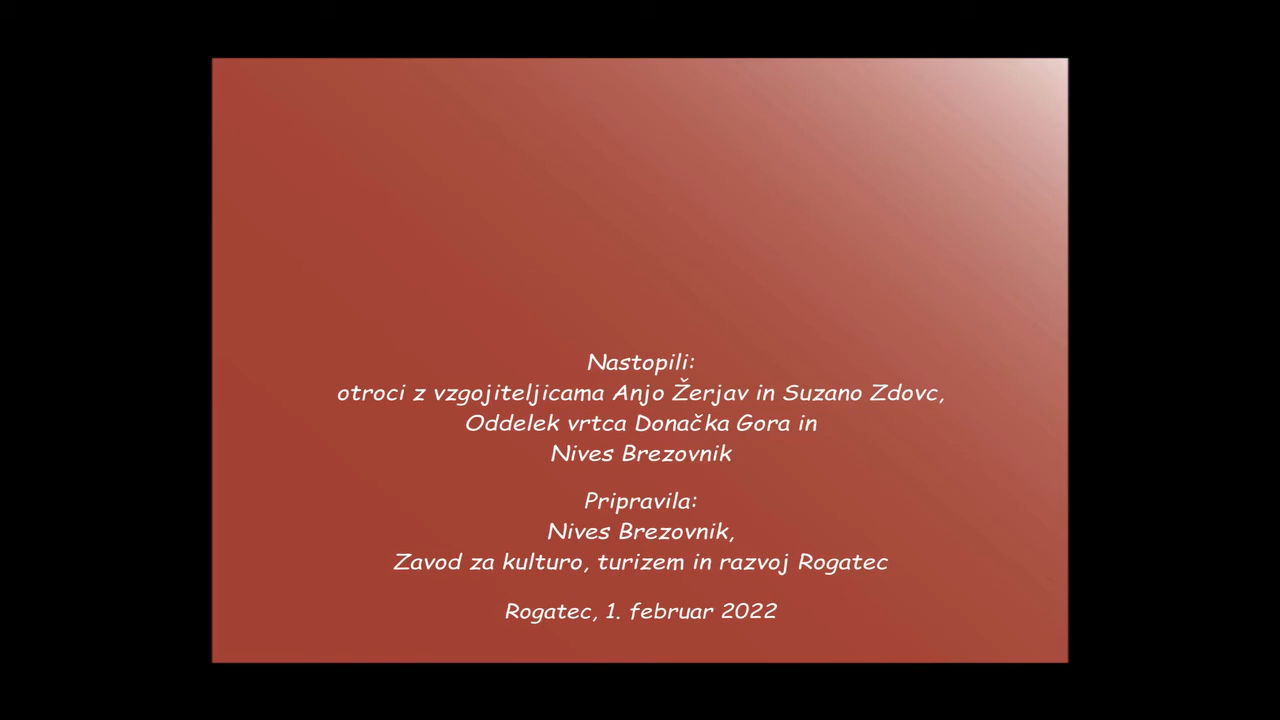 Nastopili:
otroci z vzgojiteljicama Anjo Žerjav in Suzano Zdovc,
Oddelek vrtca Donačka Gora in
Nives Brezovnik
Pripravila:
Nives Brezovnik,
Zavod za kulturo, turizem in razvoj Rogatec
Rogatec, 1. februar 2022